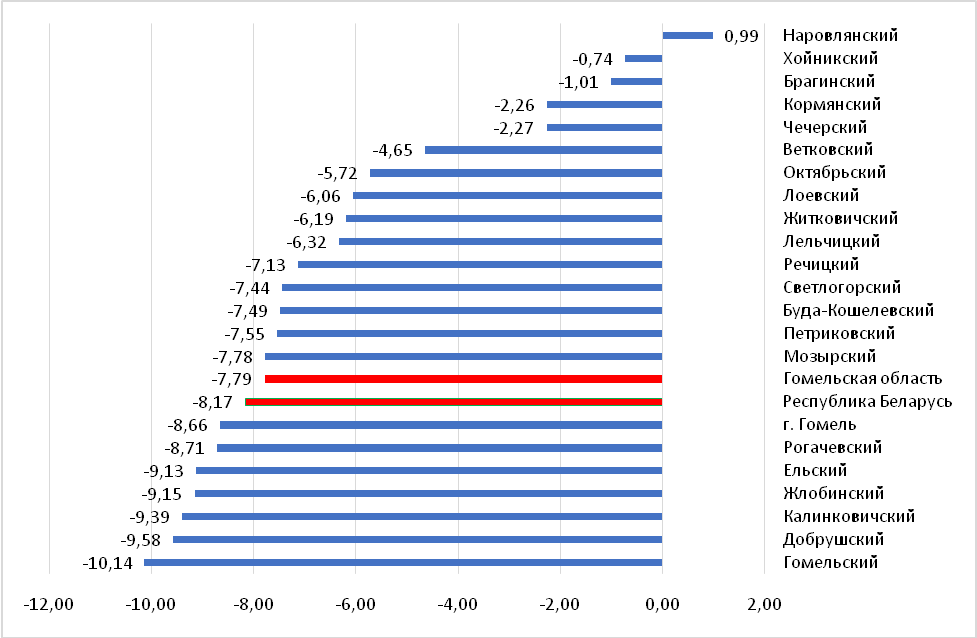 0,99 Наровлянский
-0,74 Хойникский
-1,01 Брагинский
-2,26 Кормянский
-2,27 Чечерский
-4,65 Ветковский
-5,72 Октябрьский
-6,06 Лоевский
-6,19 Житковичский
-6,32 Лельчицкий
-7,13 Речицкий
-7,44 Светлогорский
-7,49 Буда-Кошелевский
-7,55 Петриковский
-7,78 Мозырский
-7,79 Гомельская область
-8,17 Республика Беларусь
-8,66 г. Гомель
-8,71 Рогачевский
-9,13 Ельский
-9,15 Жлобинский
-9,39 Калинковичский
-9,58 Добрушский
-10,14 Гомельский
-12,00 -10,00 -8,00 -6,00 -4,00 -2,00 0,00 2,00